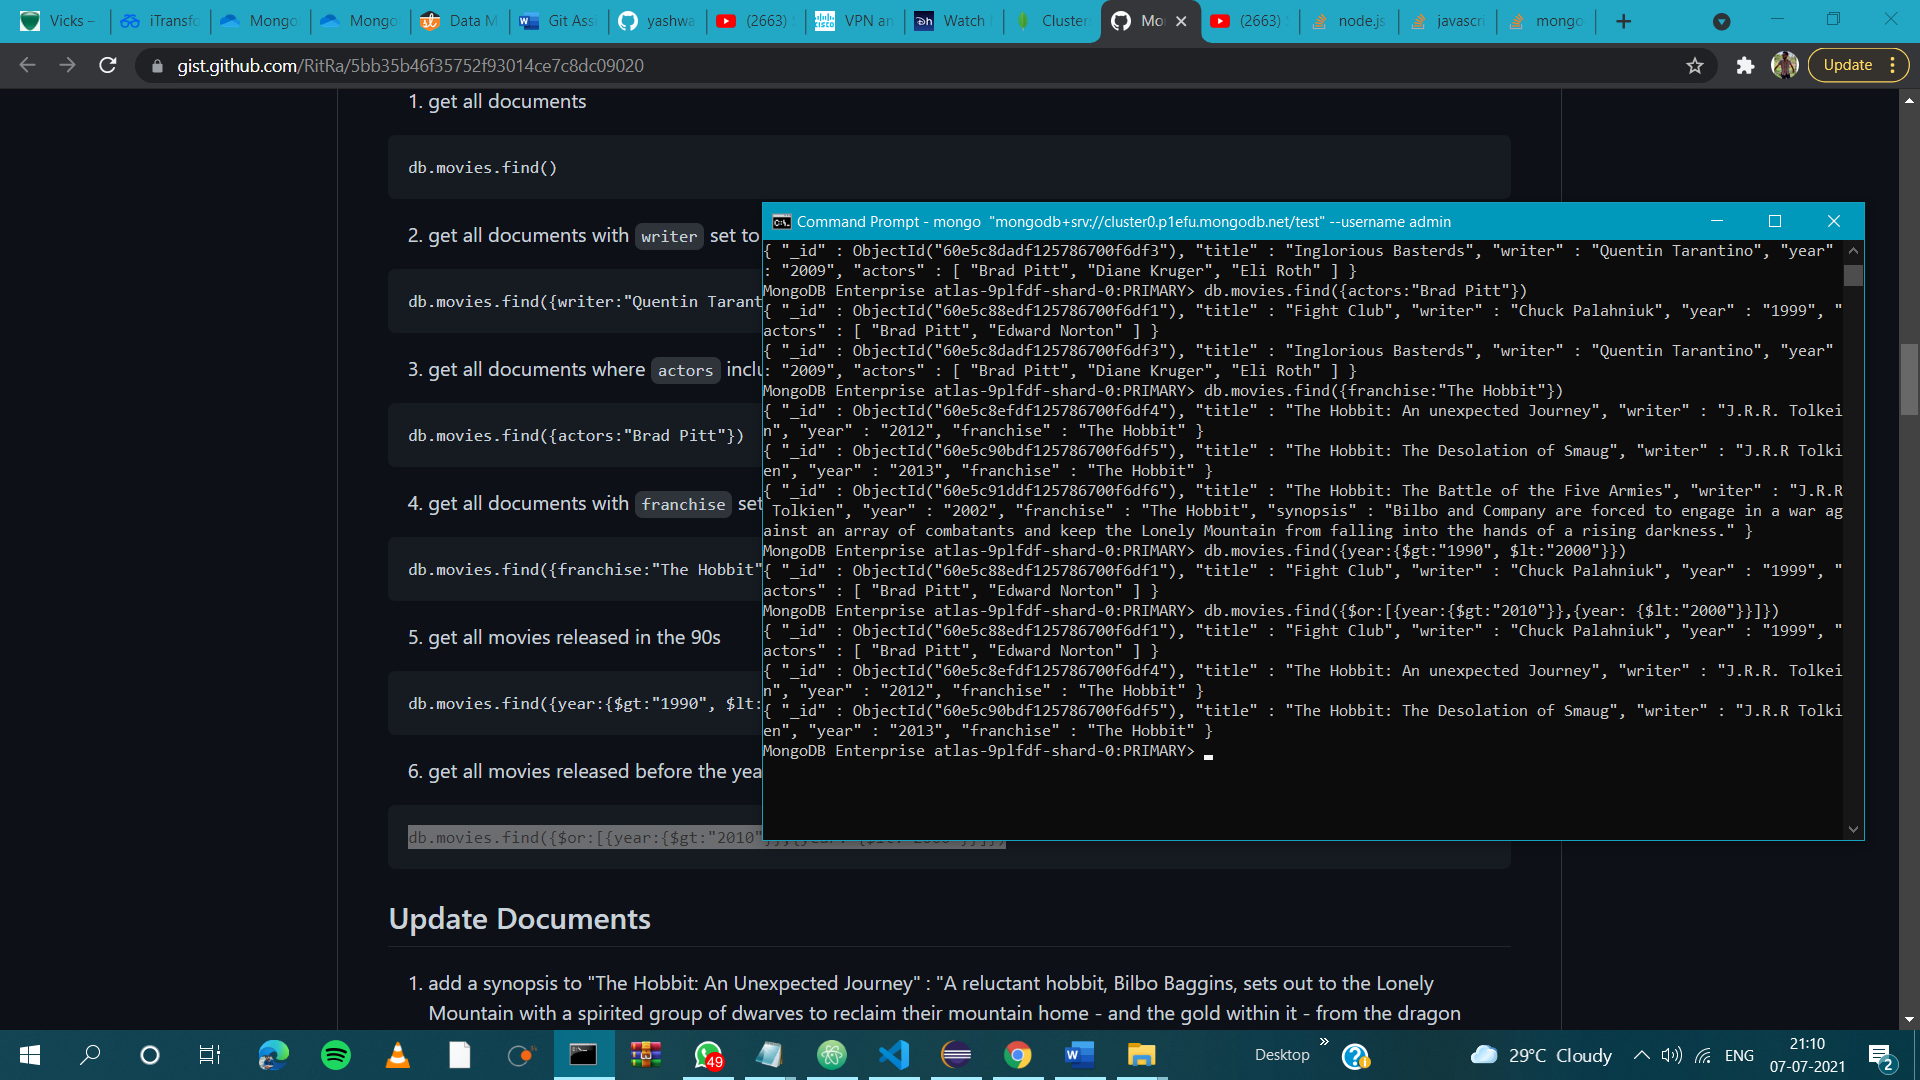 Vicks –
iTransfo
Mongo
Mongo
Data M
Git Assi
yashwa
(2663)
VPN an
Watch
Cluster
Mo
(2663)
node.js
javascri
mongo
gist.github.com/RitRa/5bb35b46f35752f93014ce7c8dc09020
Update
1. get all documents
db.movies.find()
2. get all documents with writer set to
db.movies.find({writer:"Quentin Tarant
3. get all documents where actors inclu
db.movies.find({actors:"Brad Pitt"})
4. get all documents with franchise set
db.movies.find({franchise:"The Hobbit"
5. get all movies released in the 90s
db.movies.find({year:{$gt:"1990", $lt:
6. get all movies released before the yea
db.movies.find({$or:[{year:{$gt:"2010"
Update Documents
1. add a synopsis to "The Hobbit: An Unexpected Journey" : "A reluctant hobbit, Bilbo Baggins, sets out to the Lonely
Mountain with a spirited group of dwarves to reclaim their mountain home - and the gold within it - from the dragon
Command Prompt - mongo "mongodb+srv://cluster0.p1efu.mongodb.net/test" --username admin
{ "_id" : ObjectId("60e5c8dadf125786700f6df3"), "title" : "Inglorious Basterds", "writer" : "Quentin Tarantino", "year"
: "2009", "actors" : [ "Brad Pitt", "Diane Kruger", "Eli Roth" ] }
MongoDB Enterprise atlas-9plfdf-shard-0:PRIMARY> db.movies.find({actors:"Brad Pitt"})
{ "_id" : ObjectId("60e5c88edf125786700f6df1"), "title" : "Fight Club", "writer" : "Chuck Palahniuk", "year" : "1999", "
actors" : [ "Brad Pitt", "Edward Norton" ] }
{ "_id" : ObjectId("60e5c8dadf125786700f6df3"), "title" : "Inglorious Basterds", "writer" : "Quentin Tarantino", "year"
: "2009", "actors" : [ "Brad Pitt", "Diane Kruger", "Eli Roth" ] }
MongoDB Enterprise atlas-9plfdf-shard-0:PRIMARY> db.movies.find({franchise:"The Hobbit"})
{ "_id" : ObjectId("60e5c8efdf125786700f6df4"), "title" : "The Hobbit: An unexpected Journey", "writer" : "J.R.R. Tolkei
n", "year" : "2012", "franchise" : "The Hobbit" }
{ "_id" : ObjectId("60e5c90bdf125786700f6df5"), "title" : "The Hobbit: The Desolation of Smaug", "writer" : "J.R.R Tolki
en", "year" : "2013", "franchise" : "The Hobbit" }
{ "_id" : ObjectId("60e5c91ddf125786700f6df6"), "title" : "The Hobbit: The Battle of the Five Armies", "writer" : "J.R.R
Tolkien", "year" : "2002", "franchise" : "The Hobbit", "synopsis" : "Bilbo and Company are forced to engage in a war ag
ainst an array of combatants and keep the Lonely Mountain from falling into the hands of a rising darkness." }
MongoDB Enterprise atlas-9plfdf-shard-0:PRIMARY> db.movies.find({year:{$gt:"1990", $lt:"2000"}})
{ "_id" : ObjectId("60e5c88edf125786700f6df1"), "title" : "Fight Club", "writer" : "Chuck Palahniuk", "year" : "1999", "
actors" : [ "Brad Pitt", "Edward Norton" ] }
MongoDB Enterprise atlas-9plfdf-shard-0:PRIMARY> db.movies.find({$or:[{year:{$gt:"2010"}},{year: {$lt:"2000"}}]})
{ "_id" : ObjectId("60e5c88edf125786700f6df1"), "title" : "Fight Club", "writer" : "Chuck Palahniuk", "year" : "1999", "
actors" : [ "Brad Pitt", "Edward Norton" ] }
{ "_id" : ObjectId("60e5c8efdf125786700f6df4"), "title" : "The Hobbit: An unexpected Journey", "writer" : "J.R.R. Tolkei
n", "year" : "2012", "franchise" : "The Hobbit" }
{ "_id" : ObjectId("60e5c90bdf125786700f6df5"), "title" : "The Hobbit: The Desolation of Smaug", "writer" : "J.R.R Tolki
en", "year" : "2013", "franchise" : "The Hobbit" }
MongoDB Enterprise atlas-9plfdf-shard-0:PRIMARY>
49
Desktop
29°C Cloudy
ENG
21:10
07-07-2021
2